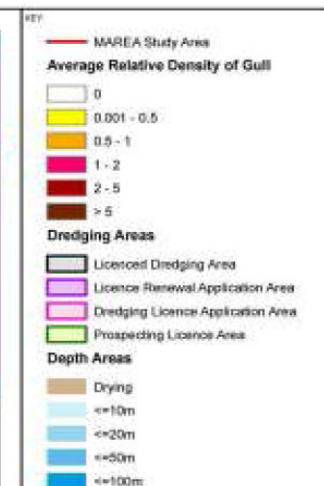 KEY
MAREA Study Area
Average Relative Density of Gull
0
0.001 - 0.5
0.5 - 1
1 - 2
2 - 5
> 5
Dredging Areas
Licenced Dredging Area
Licence Renewal Application Area
Dredging Licence Application Area
Prospecting Licence Area
Depth Areas
Drying
<=10m
<=20m
<=50m
<=100m